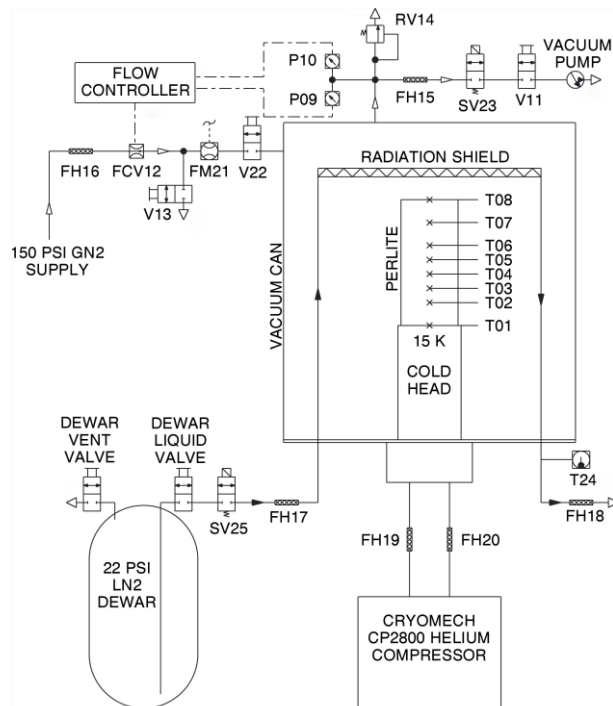 RV14
P10
VACUUM
PUMP
FLOW
CONTROLLER
P09
FH15
SV23
V11
FH16
FCV12
FM21
V22
RADIATION SHIELD
V13
T08
T07
150 PSI GN2
SUPPLY
VACUUM CAN
PERLITE
T06
T05
T04
T03
T02
T01
15 K
COLD
HEAD
DEWAR
VENT
VALVE
DEWAR
LIQUID
VALVE
T24
SV25
FH17
FH18
FH19
FH20
22 PSI
LN2
DEWAR
CRYOMECH
CP2800 HELIUM
COMPRESSOR